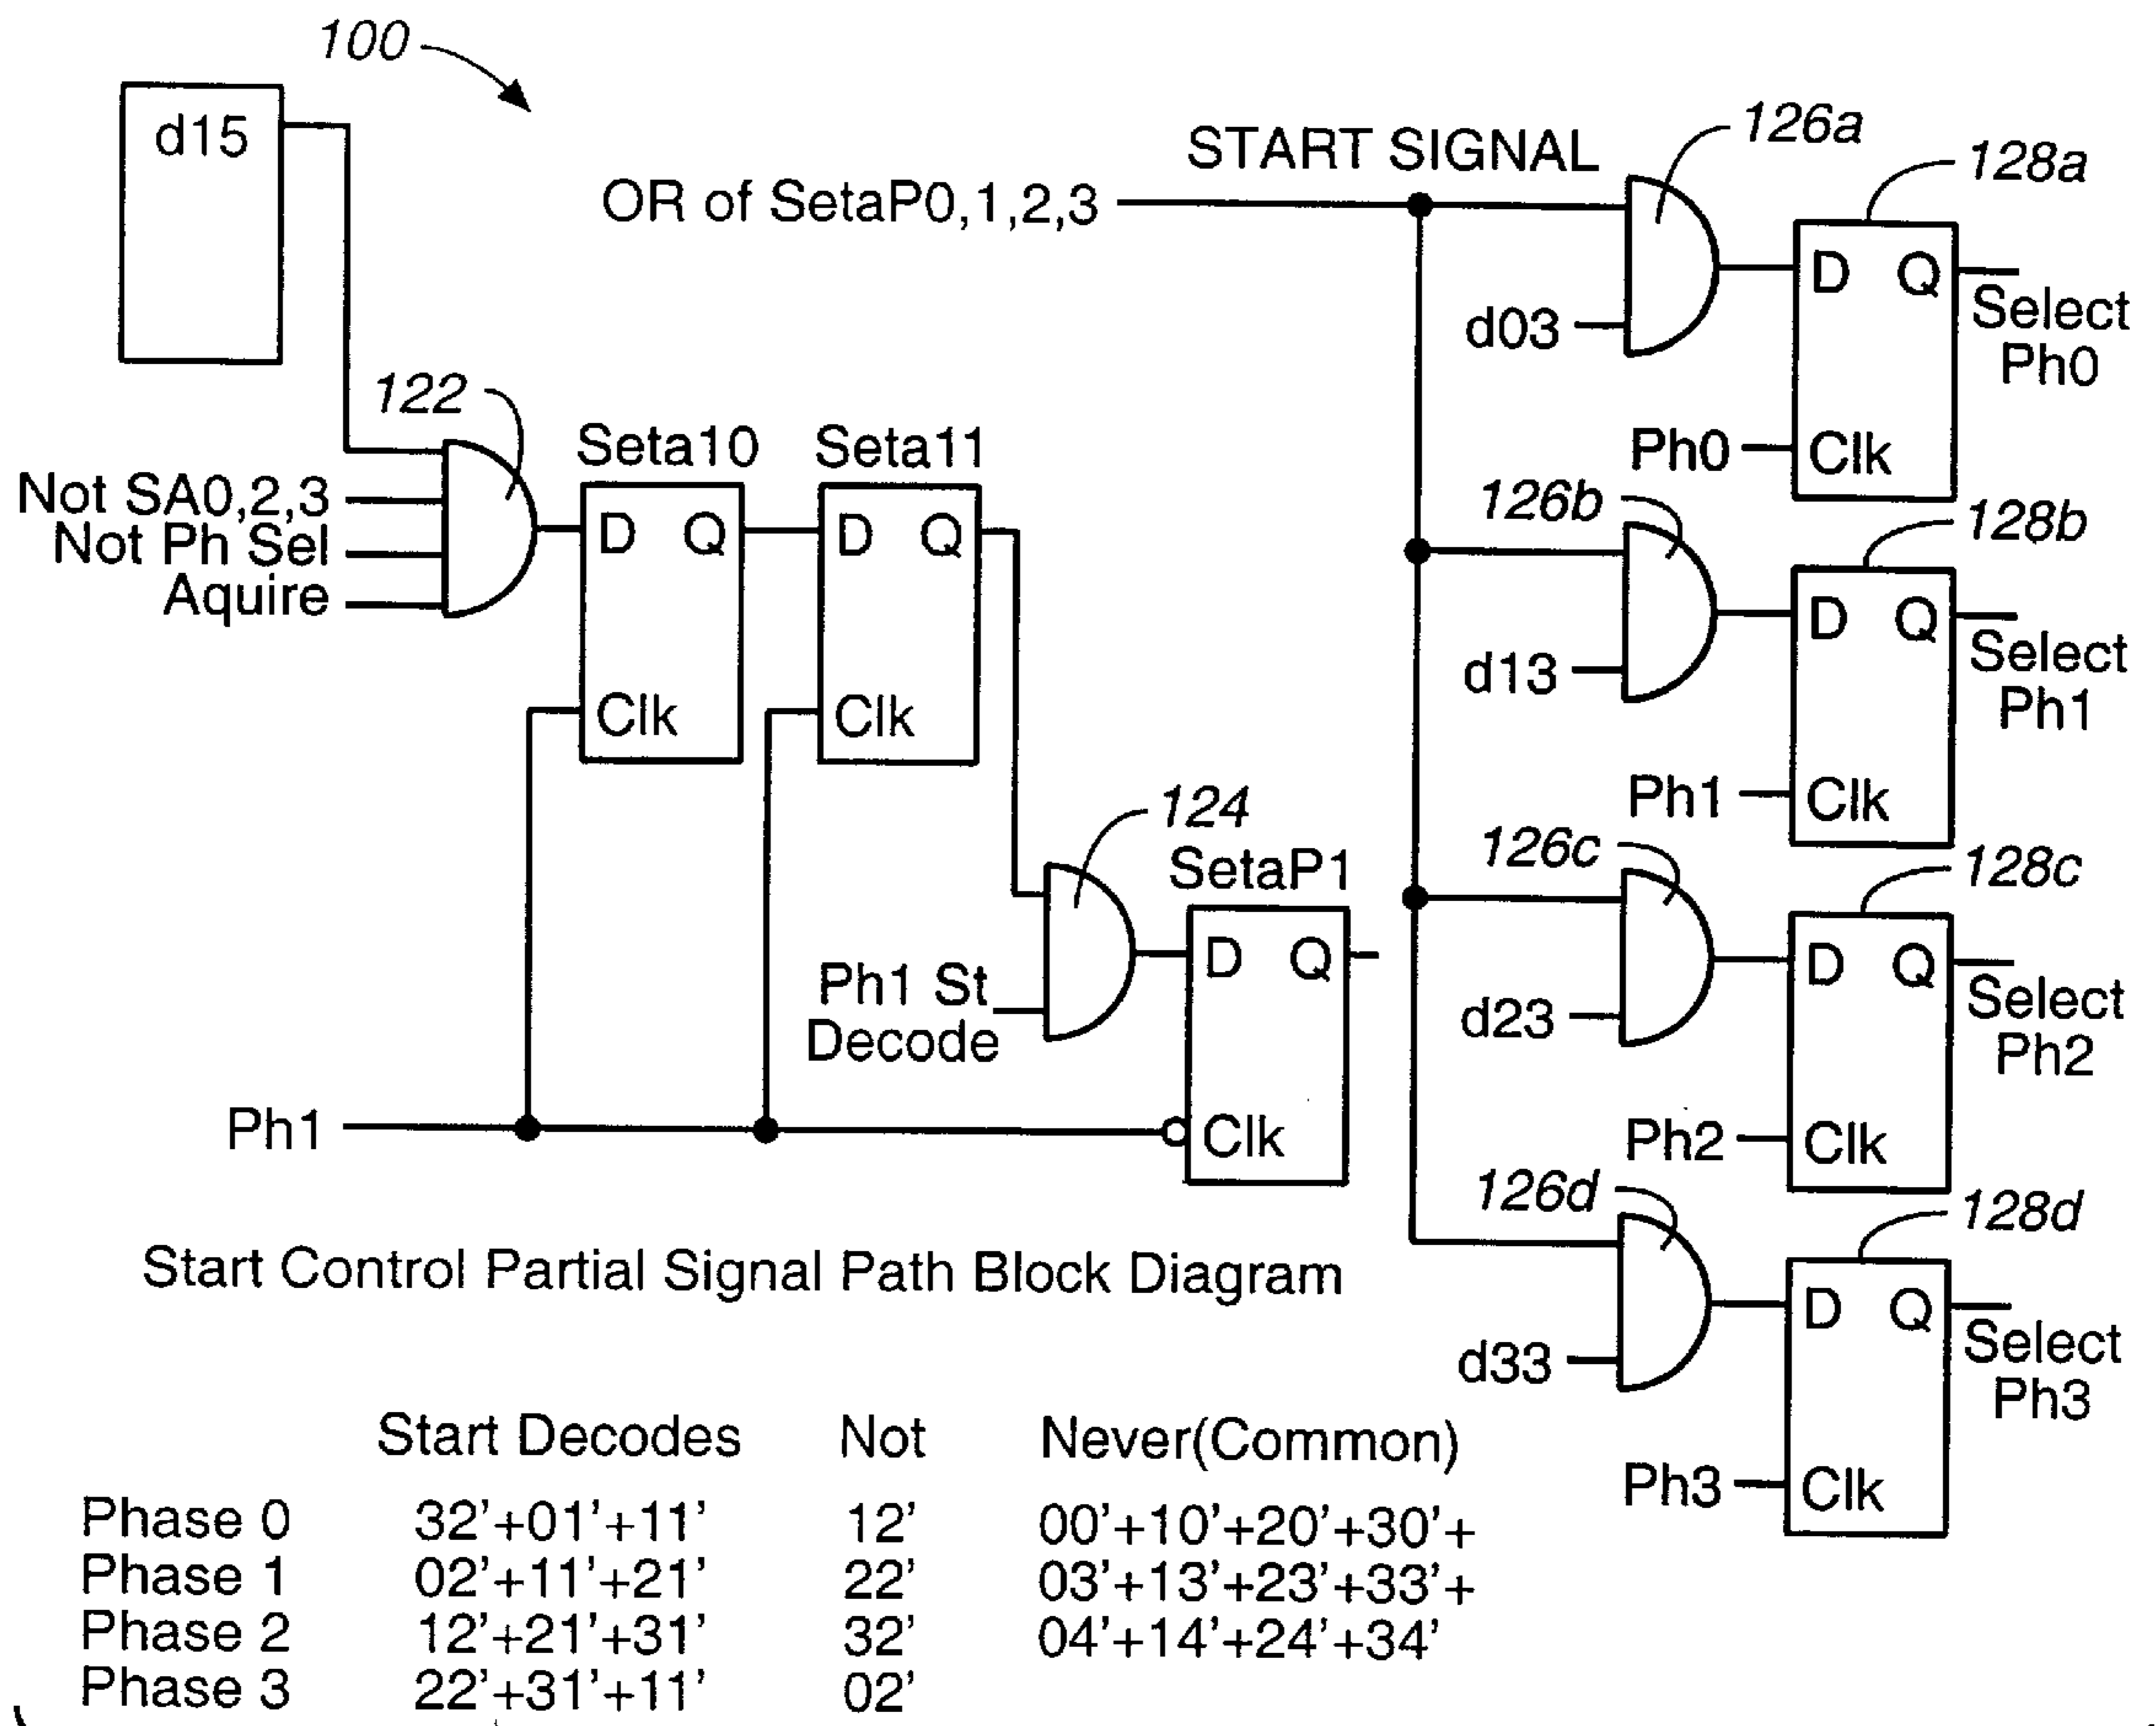 100
d15
START SIGNAL
OR of SetaP0,1,2,3
126a
128a
D Q
Select
Ph0
d03
Ph0
Clk
122
Not SA0,2,3
Not Ph Sel
Aquire
Seta10
D Q
Clk
Seta11
D Q
Clk
126b
128b
D Q
Select
Ph1
d13
Ph1
Clk
124
SetaP1
D Q
Ph1 St
Decode
Clk
Ph1
126c
128c
D Q
Select
Ph2
d23
Ph2
Clk
126d
128d
D Q
Select
Ph3
d33
Ph3
Clk
Start Control Partial Signal Path Block Diagram
Start Decodes Not Never(Common)
Phase 0 32'+01'+11' 12' 00'+10'+20'+30'+
Phase 1 02'+11'+21' 22' 03'+13'+23'+33'+
Phase 2 12'+21'+31' 32' 04'+14'+24'+34'
Phase 3 22'+31'+11' 02'